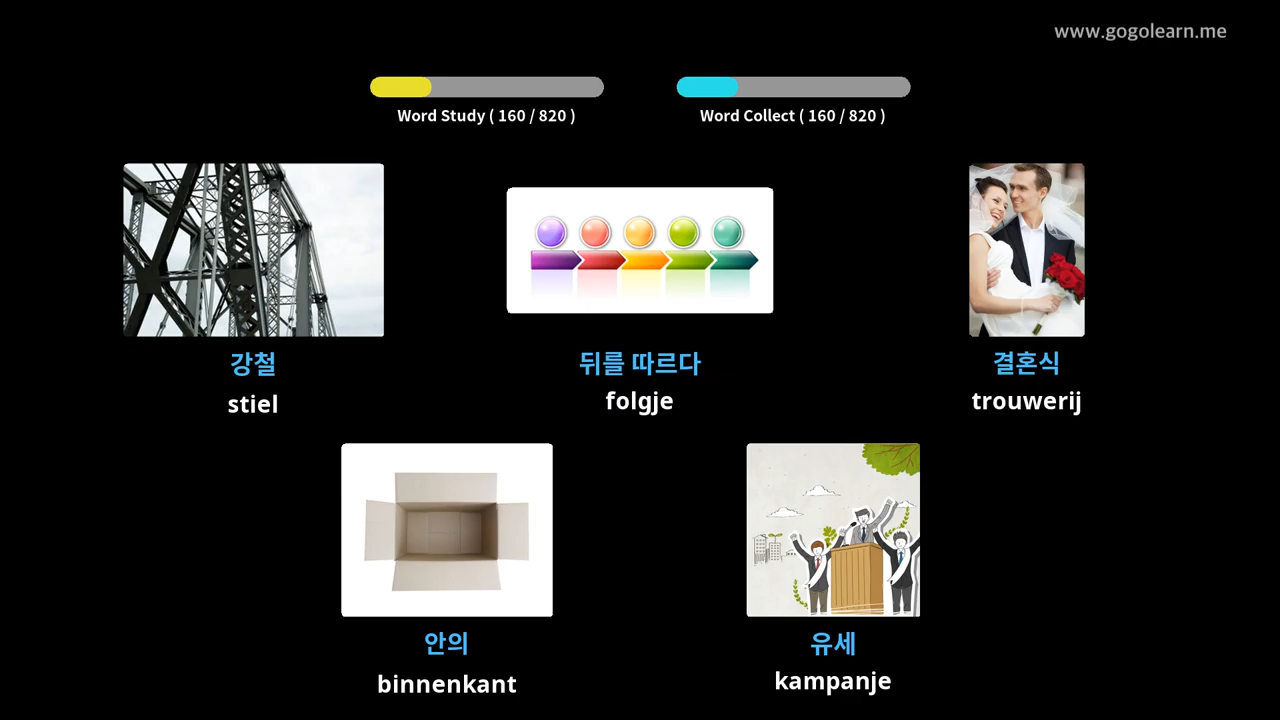 www.gogolearn.me
Word Study ( 160 / 820 )
Word Collect ( 160 / 820 )
강철
뒤를 따르다
결혼식
stiel
folgje
trouwerij
안의
유세
binnenkant
kampanje